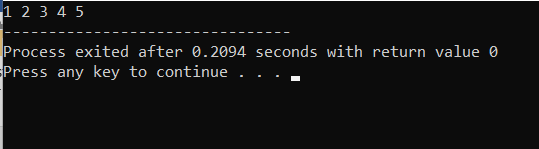 1 2 3 4 5
--------------------------------
Process exited after 0.2094 seconds with return value 0
Press any key to continue . . .